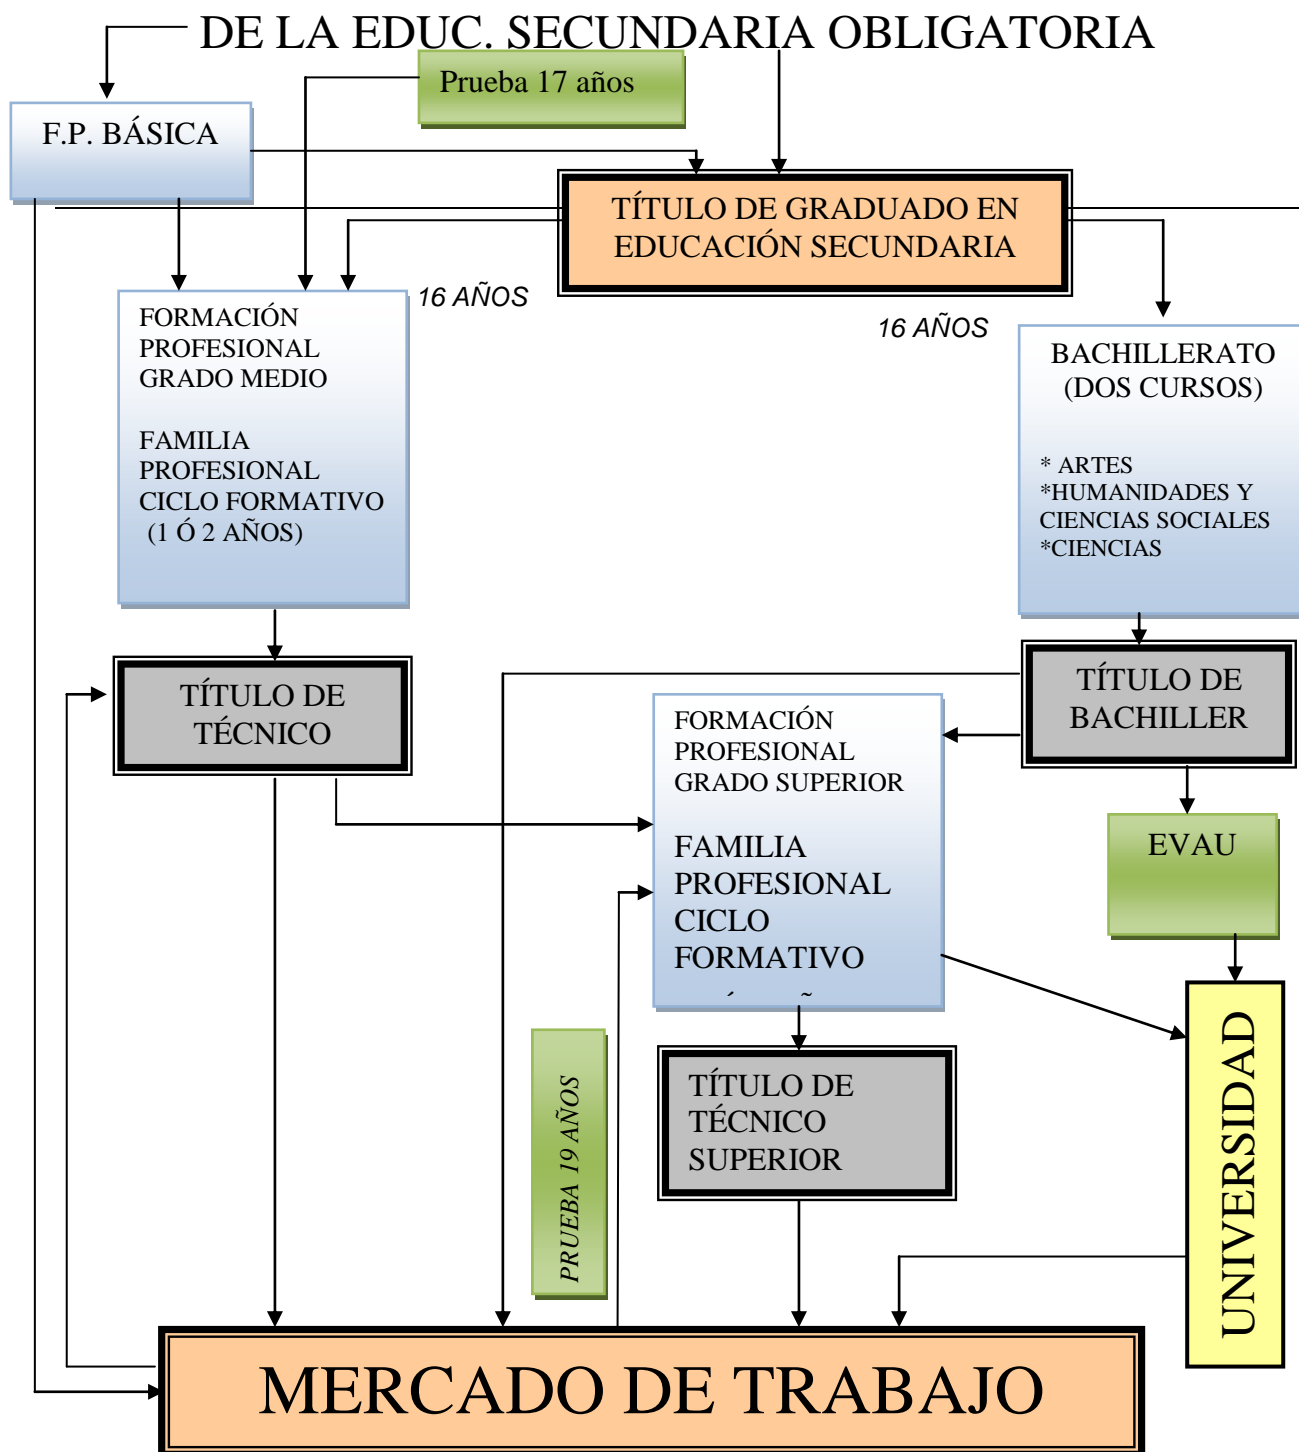 DE LA EDUC. SECUNDARIA OBLIGATORIA
Prueba 17 años
F.P. BÁSICA
TÍTULO DE GRADUADO EN
EDUCACIÓN SECUNDARIA
16 AÑOS
16 AÑOS
FORMACIÓN
PROFESIONAL
GRADO MEDIO
FAMILIA
PROFESIONAL
CICLO FORMATIVO
(1 Ó 2 AÑOS)
BACHILLERATO
(DOS CURSOS)
* ARTES
*HUMANIDADES Y
CIENCIAS SOCIALES
*CIENCIAS
TÍTULO DE
TÉCNICO
TÍTULO DE
BACHILLER
FORMACIÓN
PROFESIONAL
GRADO SUPERIOR
FAMILIA
PROFESIONAL
CICLO
FORMATIVO
EVAU
PRUEBA 19 AÑOS
TÍTULO DE
TÉCNICO
SUPERIOR
UNIVERSIDAD
MERCADO DE TRABAJO